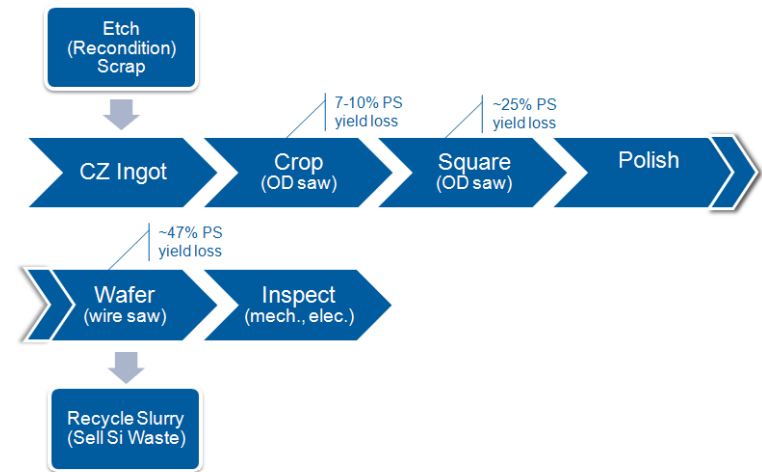 Etch
(Recondition)
Scrap
7-10% PS
yield loss
~25% PS
yield loss
CZ Ingot
Crop
(OD saw)
Square
(OD saw)
Polish
~47% PS
yield loss
Wafer
(wire saw)
Inspect
(mech., elec.)
Recycle Slurry
(Sell Si Waste)